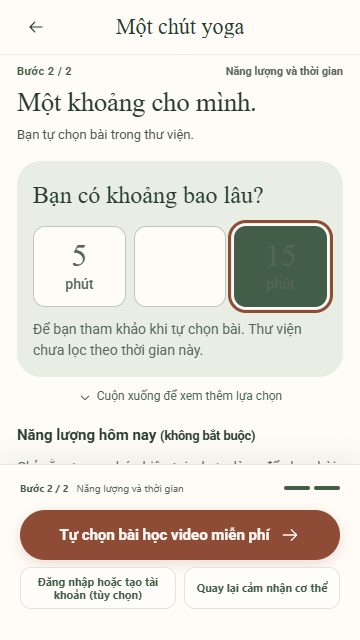 Một chút yoga
Bước 2 / 2
Năng lượng và thời gian
Một khoảng cho mình.
Bạn tự chọn bài trong thư viện.
Bạn có khoảng bao lâu?
5
phút
15
phút
Để bạn tham khảo khi tự chọn bài. Thư viện
chưa lọc theo thời gian này.
Cuộn xuống để xem thêm lựa chọn
Năng lượng hôm nay (không bắt buộc)
Bước 2 / 2 Năng lượng và thời gian
Tự chọn bài học video miễn phí
Đăng nhập hoặc tạo tài
khoản (tùy chọn)
Quay lại cảm nhận cơ thể